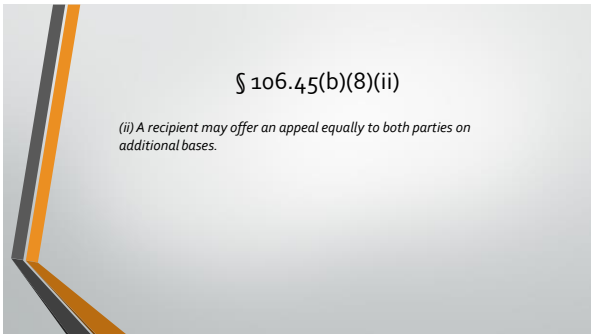 § 106.45(b)(8)(ii)
(ii) A recipient may offer an appeal equally to both parties on
additional bases.